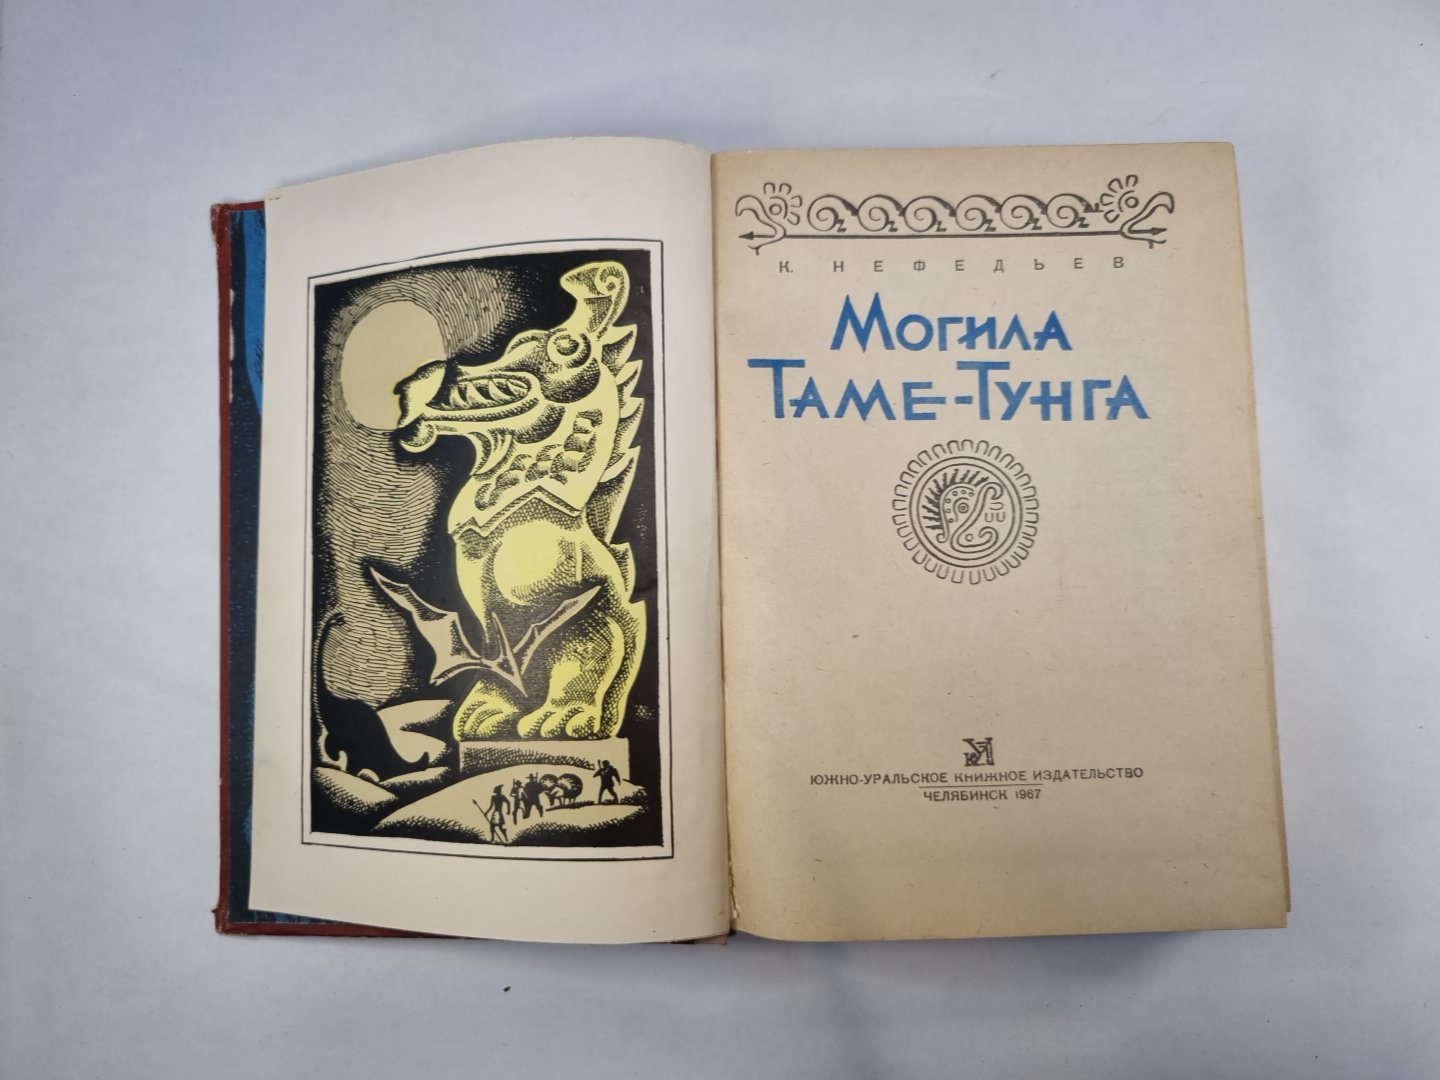 К. НЕФЕДЬЕВ
МОГИЛА
ТАМЕ-ТУНГА
ЮЖНО-УРАЛЬСКОЕ КНИЖНОЕ ИЗДАТЕЛЬСТВО
ЧЕЛЯБИНСК 1967